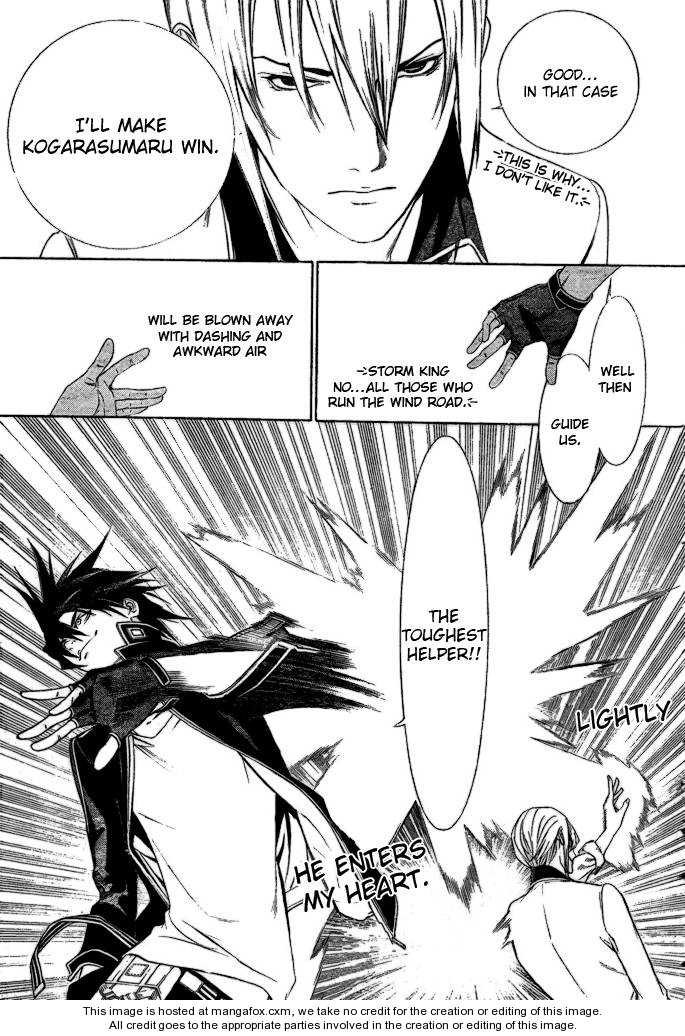 GOOD...
IN THAT CASE
I'LL MAKE
KOGARASUMARU WIN.
THIS IS WHY...
I DON'T LIKE IT.
WELL
THEN
GUIDE
US.
STORM KING
NO...ALL THOSE WHO
RUN THE WIND ROAD.
WILL BE BLOWN AWAY
WITH DASHING AND
AWKWARD AIR
THE
TOUGHEST
HELPER!!
LIGHTLY
HE ENTERS
MY HEART.
This image is hosted at mangafox.cxm, we take no credit for the creation or editing of this image.
All credit goes to the appropriate parties involved in the creation or editing of this image.